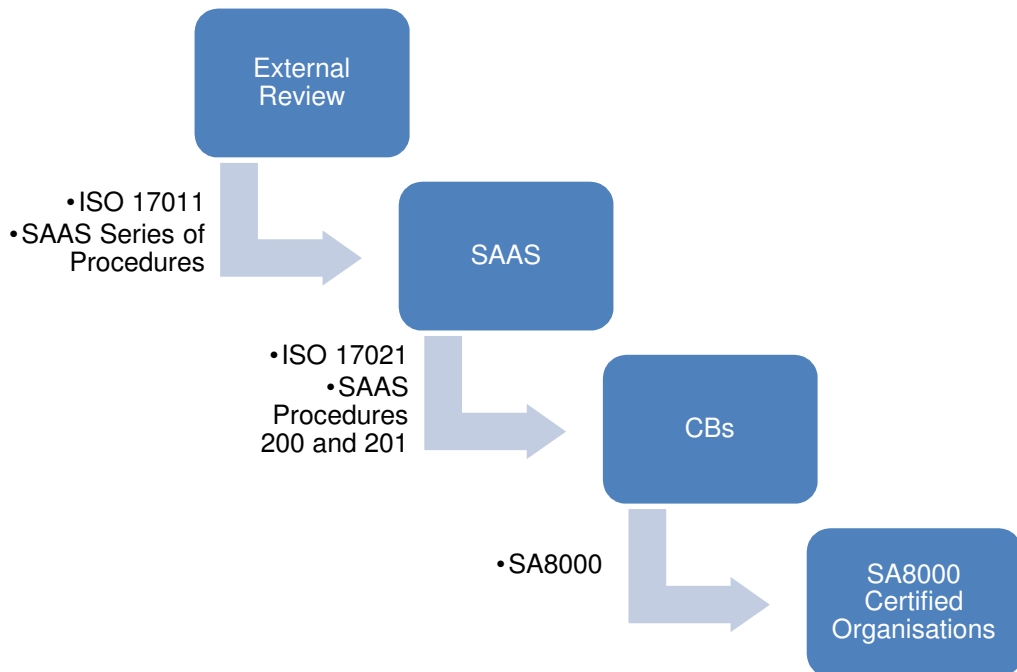 External
Review
•ISO 17011
•SAAS Series of
Procedures
SAAS
•ISO 17021
•SAAS
Procedures
200 and 201
CBs
•SA8000
SA8000
Certified
Organisations